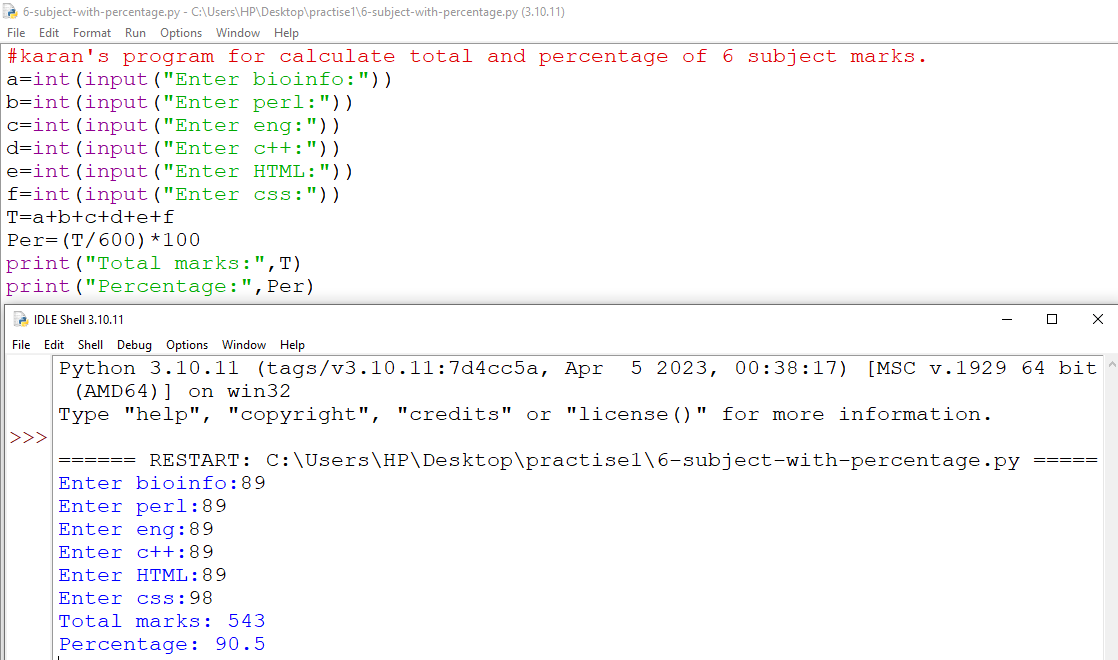 6-subject-with-percentage.py - C:\Users\HP\Desktop\practise1\6-subject-with-percentage.py (3.10.11)
File Edit Format Run Options Window Help
#karan's program for calculate total and percentage of 6 subject marks.
a=int(input("Enter bioinfo:"))
b=int(input("Enter perl:"))
c=int(input("Enter eng:"))
d=int(input("Enter c++:"))
e=int(input("Enter HTML:"))
f=int(input("Enter css:"))
T=a+b+c+d+e+f
Per=(T/600)*100
print("Total marks:",T)
print("Percentage:",Per)
IDLE Shell 3.10.11
File Edit Shell Debug Options Window Help
Python 3.10.11 (tags/v3.10.11:7d4cc5a, Apr  5 2023, 00:38:17) [MSC v.1929 64 bit
 (AMD64)] on win32
Type "help", "copyright", "credits" or "license()" for more information.
>>>
====== RESTART: C:\Users\HP\Desktop\practise1\6-subject-with-percentage.py =====
Enter bioinfo:89
Enter perl:89
Enter eng:89
Enter c++:89
Enter HTML:89
Enter css:98
Total marks: 543
Percentage: 90.5